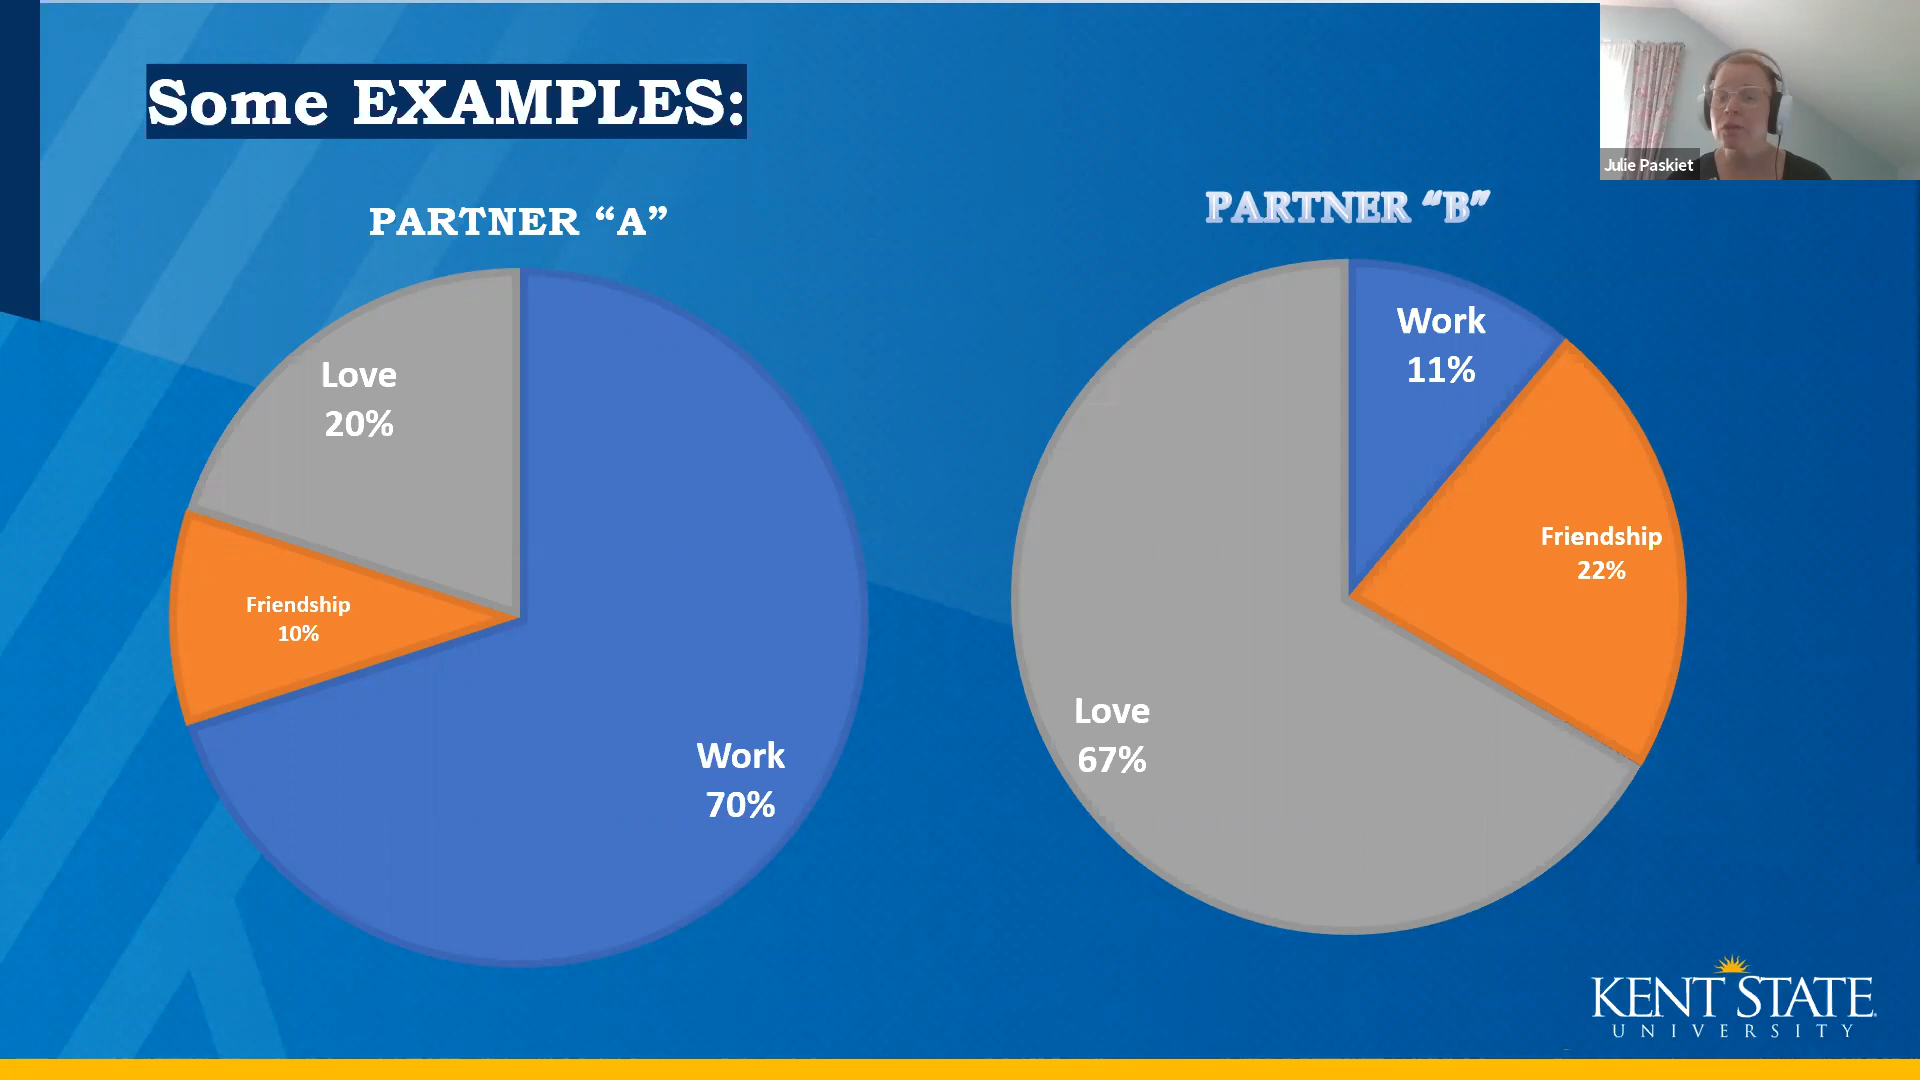 Some EXAMPLES:
Julie Paskiet
PARTNER “A”
Love
20%
Friendship
10%
Work
70%
PARTNER “B”
Work
11%
Friendship
22%
Love
67%
KENT STATE
UNIVERSITY